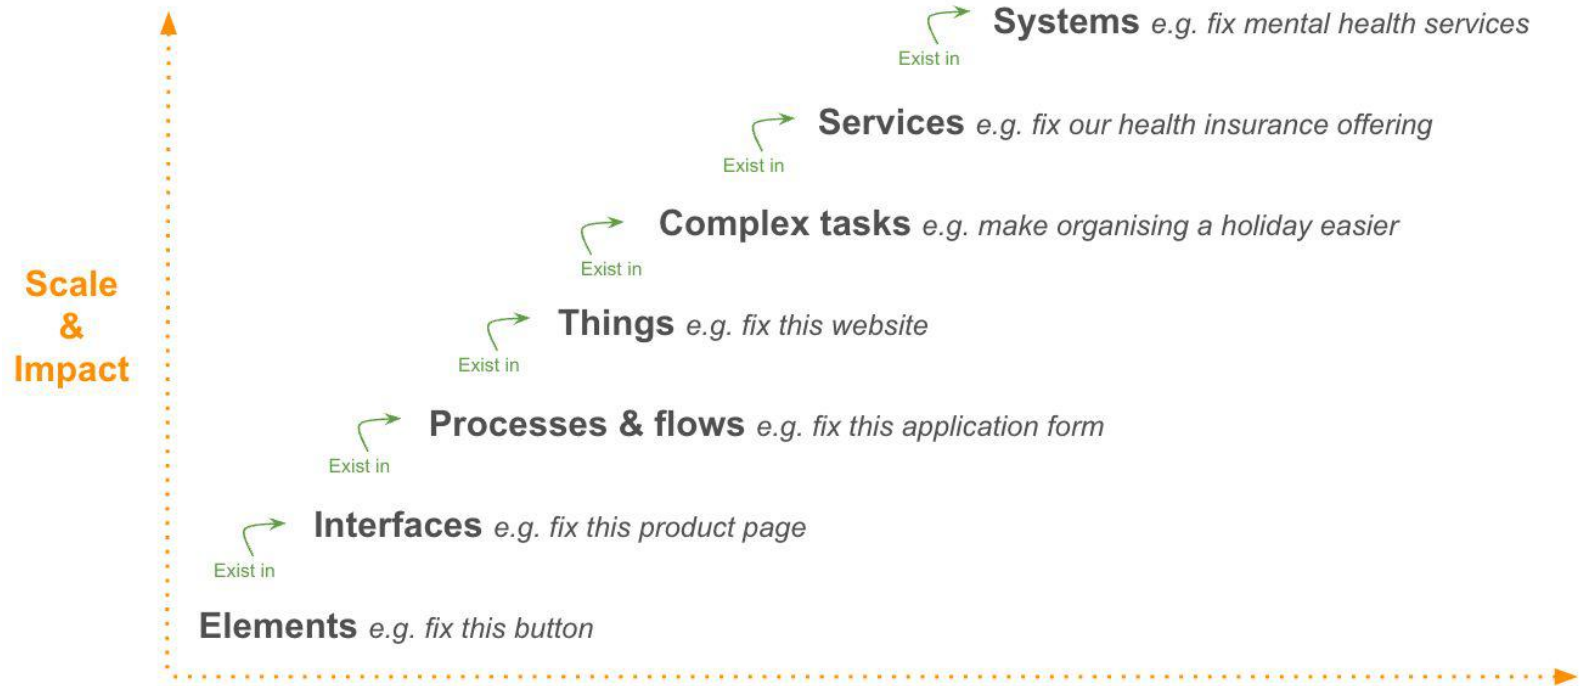 Systems e.g. fix mental health services
Exist in
Services e.g. fix our health insurance offering
Exist in
Complex tasks e.g. make organising a holiday easier
Exist in
Scale
&
Impact
Things e.g. fix this website
Exist in
Processes & flows e.g. fix this application form
Exist in
Interfaces e.g. fix this product page
Exist in
Elements e.g. fix this button